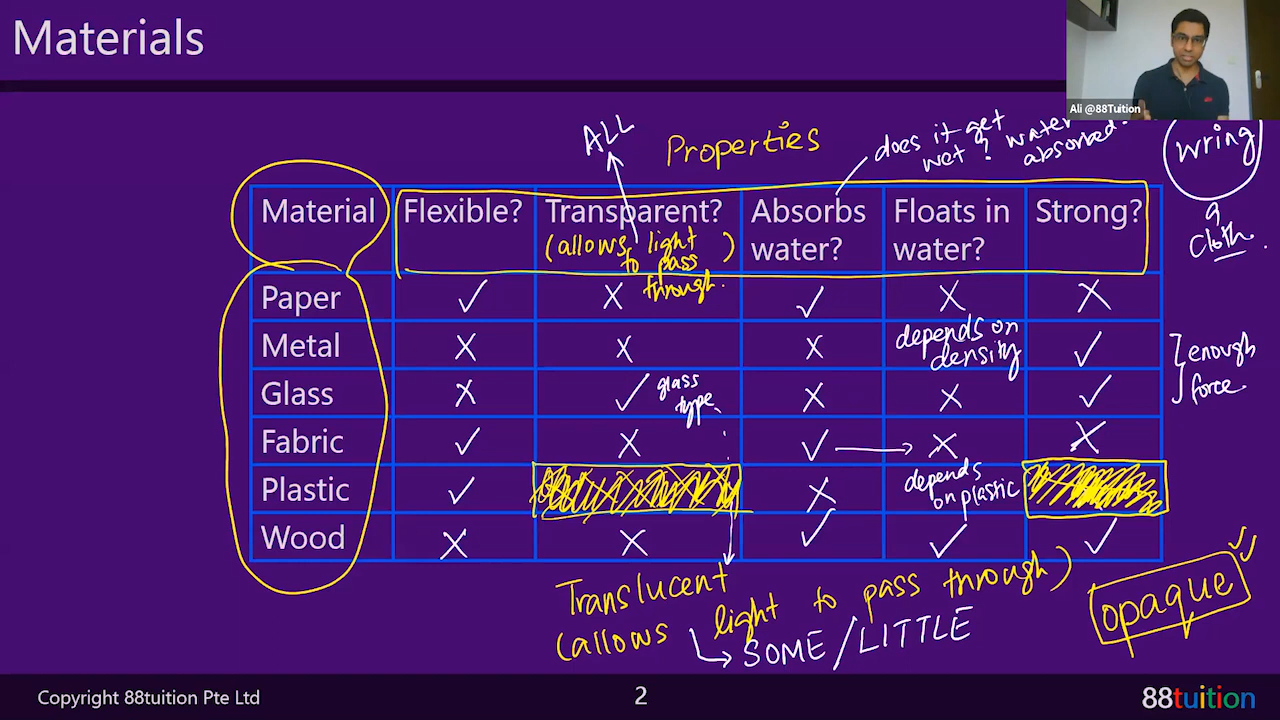 Materials
Ali @88Tuition
ALL
Properties
does it get wet? water absorbed.
wring
a
cloth.
Material Flexible? Transparent? Absorbs water? Floats in water? Strong?
(allows light to pass through.)
Paper ✓ X ✓ X X
Metal X X X depends on density ✓
Glass X ✓ glass type X X ✓
} enough force.
Fabric ✓ X ✓ → X X
Plastic ✓ X depends on plastic
Wood X X ✓ ✓ ✓
Translucent
(allows light to pass through)
SOME/LITTLE
opaque
Copyright 88tuition Pte Ltd
2
88tuition